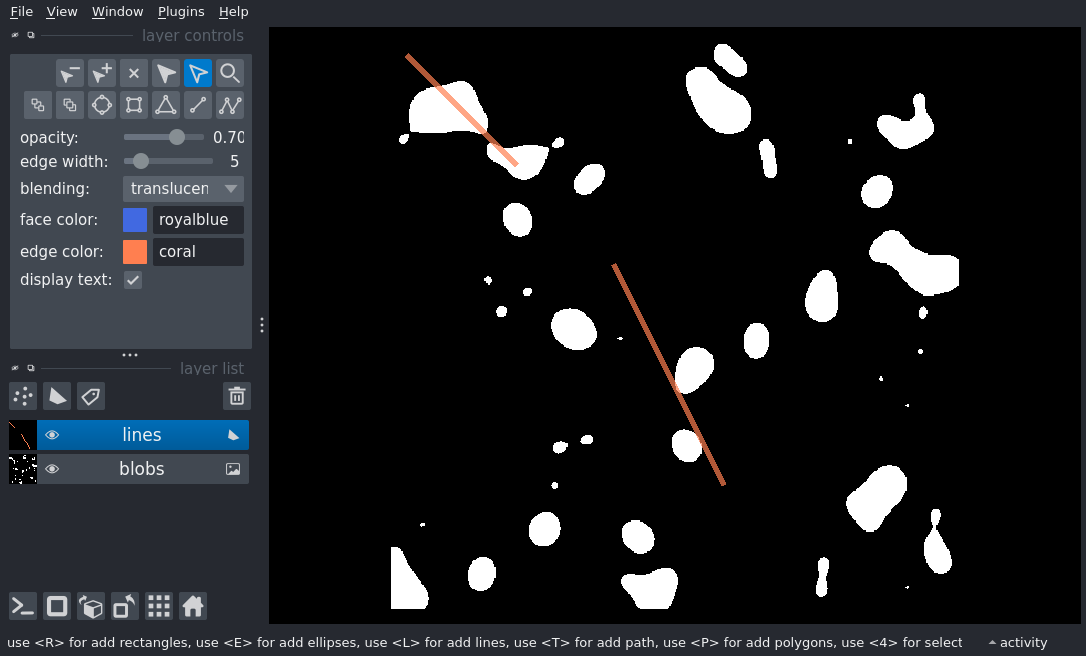 File View Window Plugins Help
layer controls
opacity: 0.70
edge width: 5
blending: translucen
face color: royalblue
edge color: coral
display text:
layer list
lines
blobs
use <R> for add rectangles, use <E> for add ellipses, use <L> for add lines, use <T> for add path, use <P> for add polygons, use <4> for select
activity